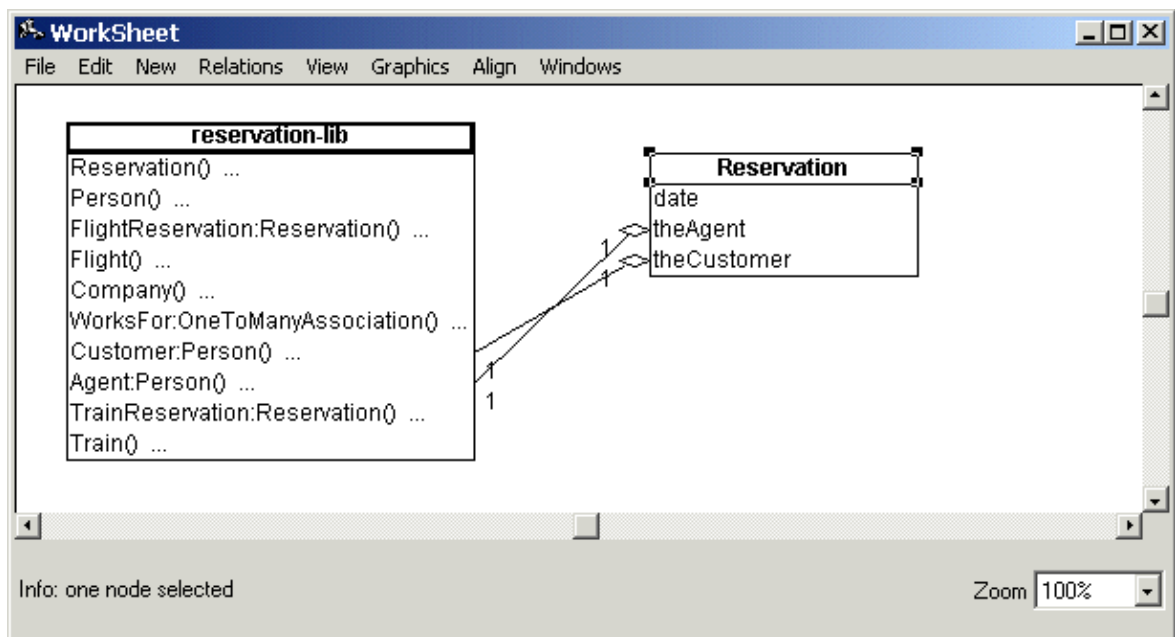 WorkSheet
File Edit New Relations View Graphics Align Windows
reservation-lib
Reservation() ...
Person() ...
FlightReservation:Reservation() ...
Flight() ...
Company() ...
WorksFor:OneToManyAssociation() ...
Customer:Person() ...
Agent:Person() ...
TrainReservation:Reservation() ...
Train() ...
1
1
1
1
Reservation
date
theAgent
theCustomer
Info: one node selected
Zoom 100%